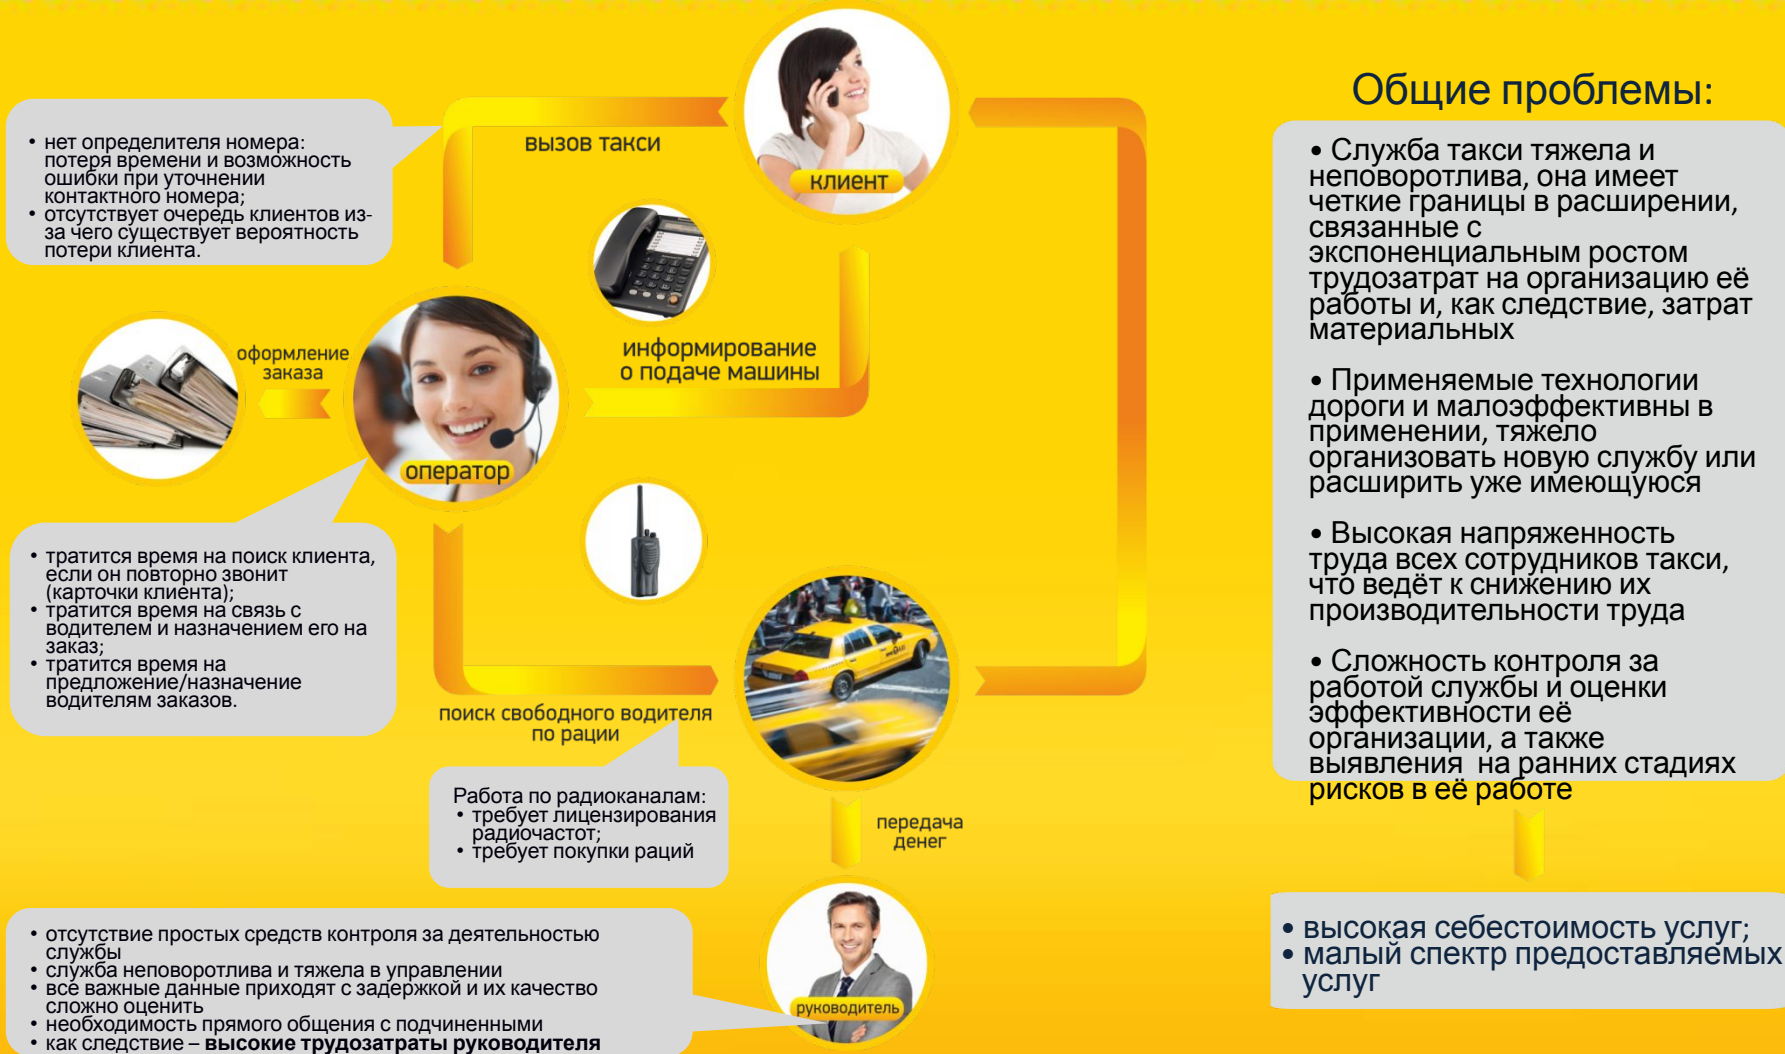 вызов такси
клиент
• нет определителя номера:
потеря времени и возможность
ошибки при уточнении
контактного номера;
• отсутствует очередь клиентов из-
за чего существует вероятность
потери клиента.
оформление
заказа
информирование
о подаче машины
оператор
• тратится время на поиск клиента,
если он повторно звонит
(карточки клиента);
• тратится время на связь с
водителем и назначением его на
заказ;
• тратится время на
предложение/назначение
водителям заказов.
поиск свободного водителя
по рации
Работа по радиоканалам:
• требует лицензирования
радиочастот;
• требует покупки раций
передача
денег
• отсутствие простых средств контроля за деятельностью
службы
• служба неповоротлива и тяжела в управлении
• все важные данные приходят с задержкой и их качество
сложно оценить
• необходимость прямого общения с подчиненными
• как следствие – высокие трудозатраты руководителя
руководитель
Общие проблемы:
• Служба такси тяжела и
неповоротлива, она имеет
четкие границы в расширении,
связанные с
экспоненциальным ростом
трудозатрат на организацию её
работы и, как следствие, затрат
материальных
• Применяемые технологии
дороги и малоэффективны в
применении, тяжело
организовать новую службу или
расширить уже имеющуюся
• Высокая напряженность
труда всех сотрудников такси,
что ведёт к снижению их
производительности труда
• Сложность контроля за
работой службы и оценки
эффективности её
организации, а также
выявления на ранних стадиях
рисков в её работе
• высокая себестоимость услуг;
• малый спектр предоставляемых
услуг